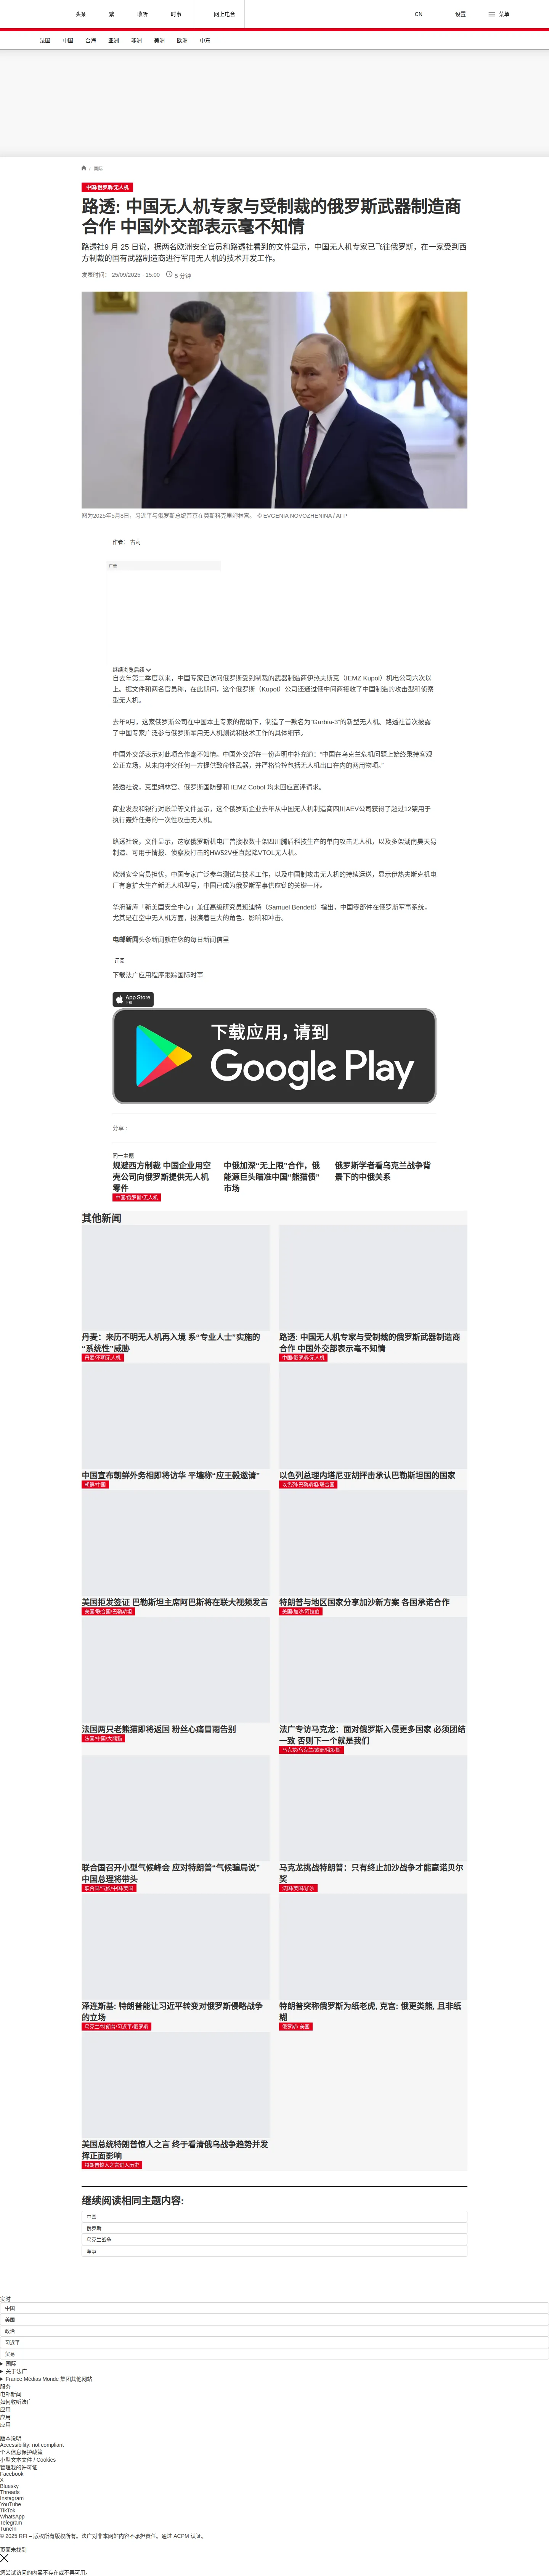 头条
繁
收听
时事
网上电台
CN
设置
菜单
法国
中国
台海
亚洲
非洲
美洲
欧洲
中东
/ 国际
中国/俄罗斯/无人机
路透: 中国无人机专家与受制裁的俄罗斯武器制造商
合作 中国外交部表示毫不知情
路透社9 月 25 日说，据两名欧洲安全官员和路透社看到的文件显示，中国无人机专家已飞往俄罗斯，在一家受到西
方制裁的国有武器制造商进行军用无人机的技术开发工作。
发表时间： 25/09/2025 - 15:00
5 分钟
图为2025年5月8日，习近平与俄罗斯总统普京在莫斯科克里姆林宫。 © EVGENIA NOVOZHENINA / AFP
作者： 古莉
广告
继续浏览后续
自去年第二季度以来，中国专家已访问俄罗斯受到制裁的武器制造商伊热夫斯克（IEMZ Kupol）机电公司六次以
上。据文件和两名官员称，在此期间，这个俄罗斯（Kupol）公司还通过俄中间商接收了中国制造的攻击型和侦察
型无人机。
去年9月，这家俄罗斯公司在中国本土专家的帮助下，制造了一款名为“Garbia-3”的新型无人机。路透社首次披露
了中国专家广泛参与俄罗斯军用无人机测试和技术工作的具体细节。
中国外交部表示对此项合作毫不知情。中国外交部在一份声明中补充道：“中国在乌克兰危机问题上始终秉持客观
公正立场，从未向冲突任何一方提供致命性武器，并严格管控包括无人机出口在内的两用物项。”
路透社说，克里姆林宫、俄罗斯国防部和 IEMZ Cobol 均未回应置评请求。
商业发票和银行对账单等文件显示，这个俄罗斯企业去年从中国无人机制造商四川AEV公司获得了超过12架用于
执行轰炸任务的一次性攻击无人机。
路透社说，文件显示，这家俄罗斯机电厂曾接收数十架四川腾盾科技生产的单向攻击无人机，以及多架湖南昊天易
制造、可用于情报、侦察及打击的HW52V垂直起降VTOL无人机。
欧洲安全官员担忧，中国专家广泛参与测试与技术工作，以及中国制攻击无人机的持续运送，显示伊热夫斯克机电
厂有意扩大生产新无人机型号，中国已成为俄罗斯军事供应链的关键一环。
华府智库「新美国安全中心」兼任高级研究员班迪特（Samuel Bendett）指出，中国零部件在俄罗斯军事系统，
尤其是在空中无人机方面，扮演着巨大的角色、影响和冲击。
电邮新闻头条新闻就在您的每日新闻信里
订阅
下载法广应用程序跟踪国际时事
App Store
下载
下载应用，请到
Google Play
分享 :
同一主题
规避西方制裁 中国企业用空
壳公司向俄罗斯提供无人机
零件
中国/俄罗斯/无人机
中俄加深“无上限”合作，俄
能源巨头瞄准中国“熊猫债”
市场
俄罗斯学者看乌克兰战争背
景下的中俄关系
其他新闻
丹麦：来历不明无人机再入境 系“专业人士”实施的
“系统性”威胁
丹麦/不明无人机
路透: 中国无人机专家与受制裁的俄罗斯武器制造商
合作 中国外交部表示毫不知情
中国/俄罗斯/无人机
中国宣布朝鲜外务相即将访华 平壤称“应王毅邀请”
朝鲜/中国
以色列总理内塔尼亚胡抨击承认巴勒斯坦国的国家
以色列/巴勒斯坦/联合国
美国拒发签证 巴勒斯坦主席阿巴斯将在联大视频发言
美国/联合国/巴勒斯坦
特朗普与地区国家分享加沙新方案 各国承诺合作
美国/加沙/阿拉伯
法国两只老熊猫即将返国 粉丝心痛冒雨告别
法国/中国/大熊猫
法广专访马克龙：面对俄罗斯入侵更多国家 必须团结
一致 否则下一个就是我们
马克龙/乌克兰/欧洲/俄罗斯
联合国召开小型气候峰会 应对特朗普“气候骗局说”
中国总理将带头
联合国/气候/中国/美国
马克龙挑战特朗普：只有终止加沙战争才能赢诺贝尔
奖
法国/美国/加沙
泽连斯基: 特朗普能让习近平转变对俄罗斯侵略战争
的立场
乌克兰/特朗普/习近平/俄罗斯
特朗普突称俄罗斯为纸老虎, 克宫: 俄更类熊, 且非纸
糊
俄罗斯/ 美国
美国总统特朗普惊人之言 终于看清俄乌战争趋势并发
挥正面影响
特朗普惊人之言进入历史
继续阅读相同主题内容:
中国
俄罗斯
乌克兰战争
军事
实时
中国
美国
政治
习近平
贸易
国际
关于法广
France Médias Monde 集团其他网站
服务
电邮新闻
如何收听法广
应用
应用
应用
版本说明
Accessibility: not compliant
个人信息保护政策
小型文本文件 / Cookies
管理我的许可证
Facebook
X
Bluesky
Threads
Instagram
YouTube
TikTok
WhatsApp
Telegram
TuneIn
© 2025 RFI – 版权所有版权所有。法广对非本网站内容不承担责任。通过 ACPM 认证。
页面未找到
您尝试访问的内容不存在或不再可用。